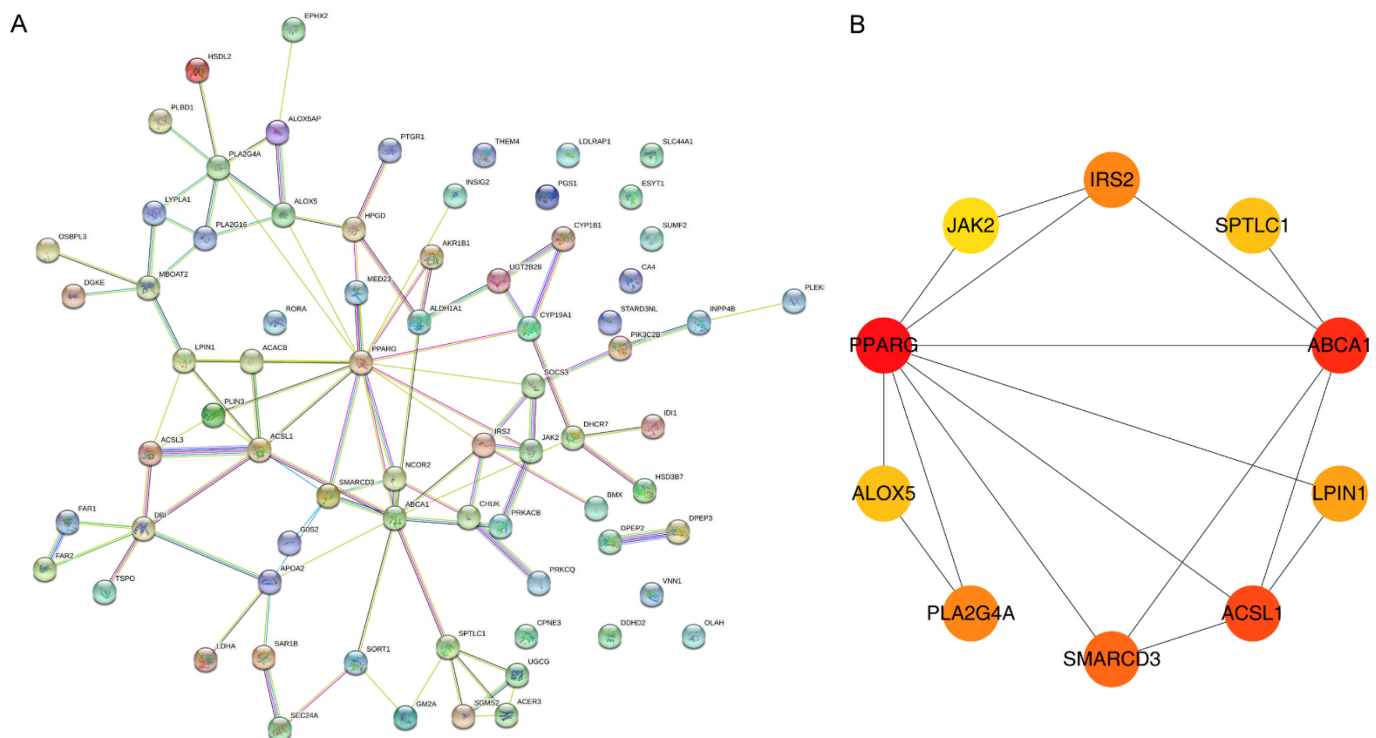 A
B
EPHX2
HSDL2
PLBD1
ALOX5AP
PTGR1
THEM4
LDLRAP1
SLC44A1
PLA2G4A
INSIG2
PGS1
ESYT1
LYPLA1
ALOX5
HPGD
PLA2G16
CYP1B1
SUMF2
OSBPL3
AKR1B1
UGT2B28
CA4
MBOAT2
MED23
DGKE
PLEKI
ALDH1A1
STARD3NL
INPP4B
RORA
CYP19A1
PIK3C2B
LPIN1
ACACB
PPARG
SOCS3
PLIN3
IDI1
ACSL3
ACSL1
IRS2
JAK2
DHCR7
NCOR2
HSD3B7
SMARCD3
BMX
ABCA1
CHUK
PRKACB
FAR1
DBI
G0S2
DPEP2
DPEP3
FAR2
TSPO
APOA2
PRKCQ
VNN1
CPNE3
DDHD2
OLAH
LDHA
SAR1B
SORT1
SPTLC1
UGCG
SGMS2
ACER3
GM2A
SEC24A
IRS2
JAK2
SPTLC1
PPARG
ABCA1
ALOX5
LPIN1
PLA2G4A
ACSL1
SMARCD3